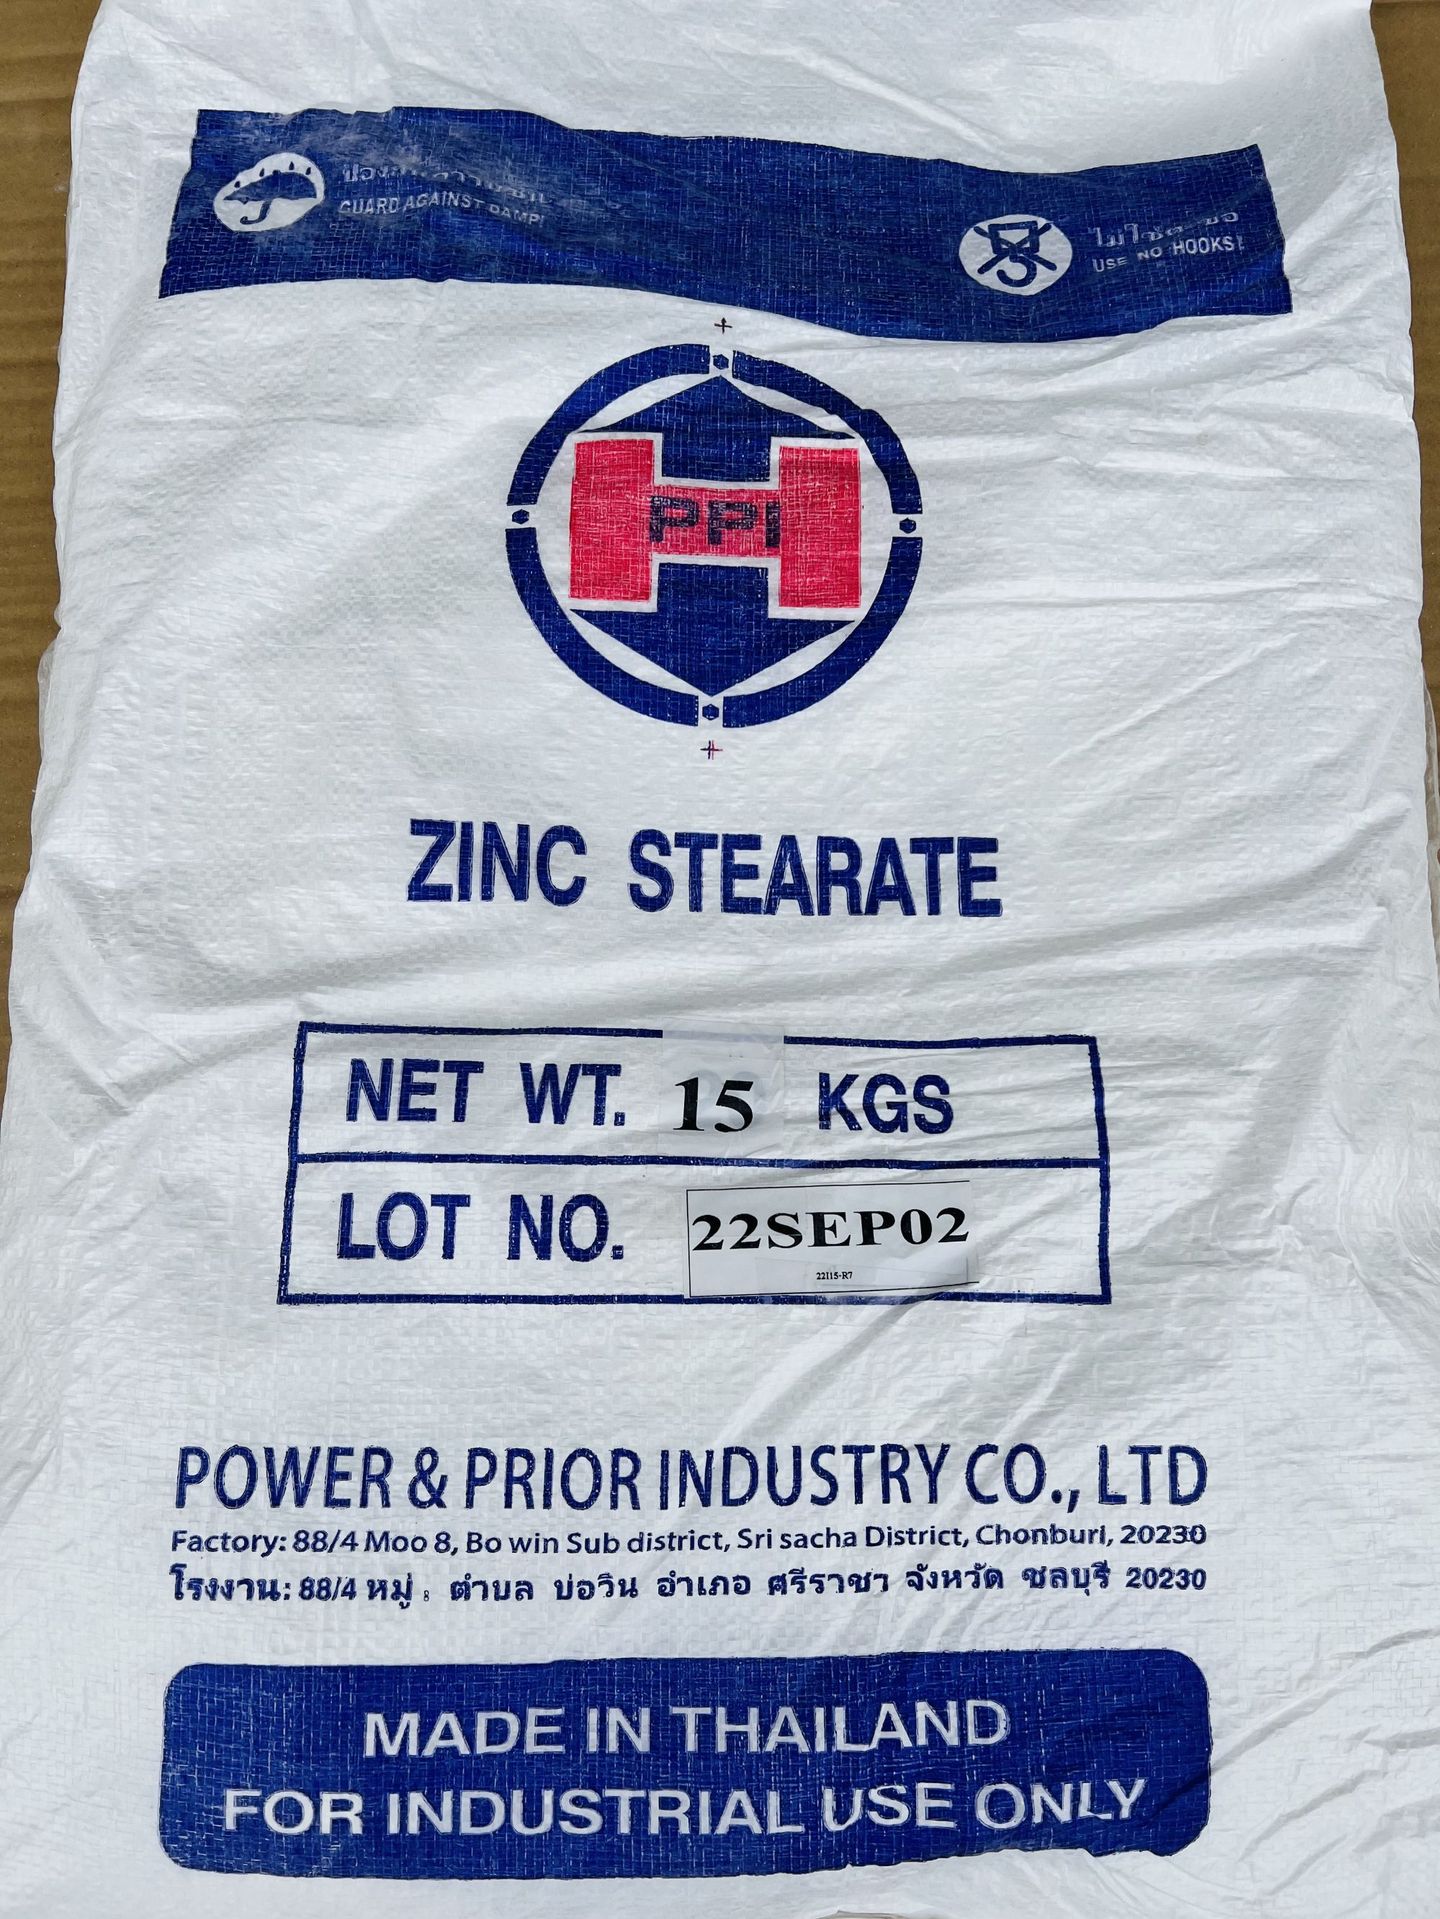 GUARD AGAINST DAMP!
USE NO HOOKS!
PPI
ZINC STEARATE
NET WT. 15 KGS
LOT NO. 22SEP02
22I15-R7
POWER & PRIOR INDUSTRY CO., LTD
Factory: 88/4 Moo 8, Bo win Sub district, Sri sacha District, Chonburi, 20230
โรงงาน: 88/4 หมู่ 8 ตำบล บ่อวิน อำเภอ ศรีราชา จังหวัด ชลบุรี 20230
MADE IN THAILAND
FOR INDUSTRIAL USE ONLY